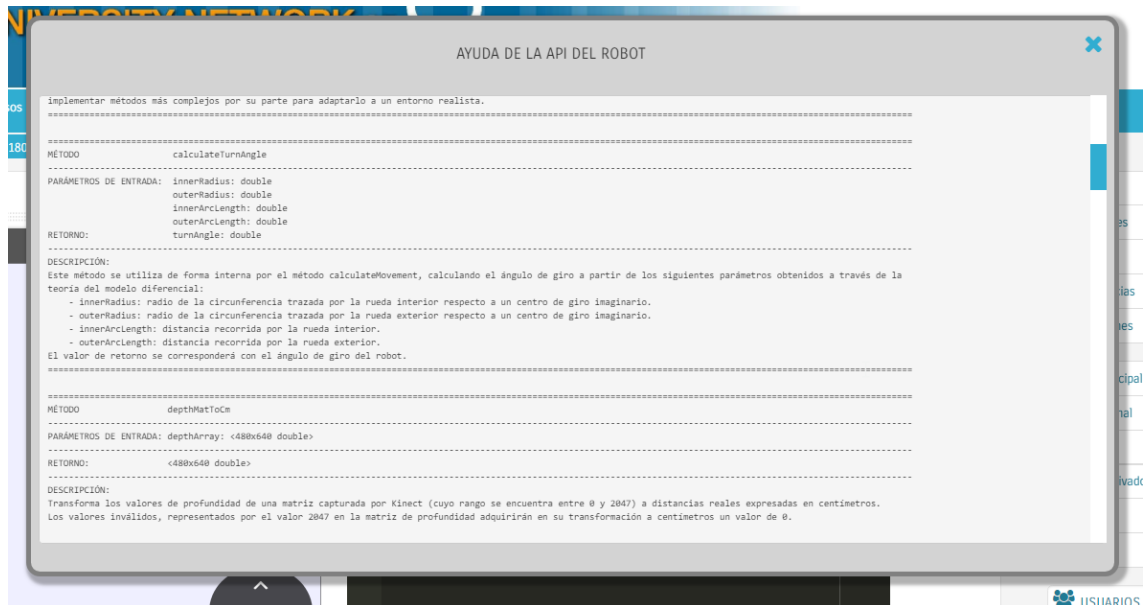 AYUDA DE LA API DEL ROBOT
implementar métodos más complejos por su parte para adaptarlo a un entorno realista.
MÉTODO calculateTurnAngle
PARÁMETROS DE ENTRADA: innerRadius: double
outerRadius: double
innerArcLength: double
outerArcLength: double
RETORNO: turnAngle: double
DESCRIPCIÓN:
Este método se utiliza de forma interna por el método calculateMovement, calculando el ángulo de giro a partir de los siguientes parámetros obtenidos a través de la
teoría del modelo diferencial:
- innerRadius: radio de la circunferencia trazada por la rueda interior respecto a un centro de giro imaginario.
- outerRadius: radio de la circunferencia trazada por la rueda exterior respecto a un centro de giro imaginario.
- innerArcLength: distancia recorrida por la rueda interior.
- outerArcLength: distancia recorrida por la rueda exterior.
El valor de retorno se corresponderá con el ángulo de giro del robot.
MÉTODO depthMatToCm
PARÁMETROS DE ENTRADA: depthArray: <480x640 double>
RETORNO: <480x640 double>
DESCRIPCIÓN:
Transforma los valores de profundidad de una matriz capturada por Kinect (cuyo rango se encuentra entre 0 y 2047) a distancias reales expresadas en centímetros.
Los valores inválidos, representados por el valor 2047 en la matriz de profundidad adquirirán en su transformación a centímetros un valor de 0.
USUARIOS